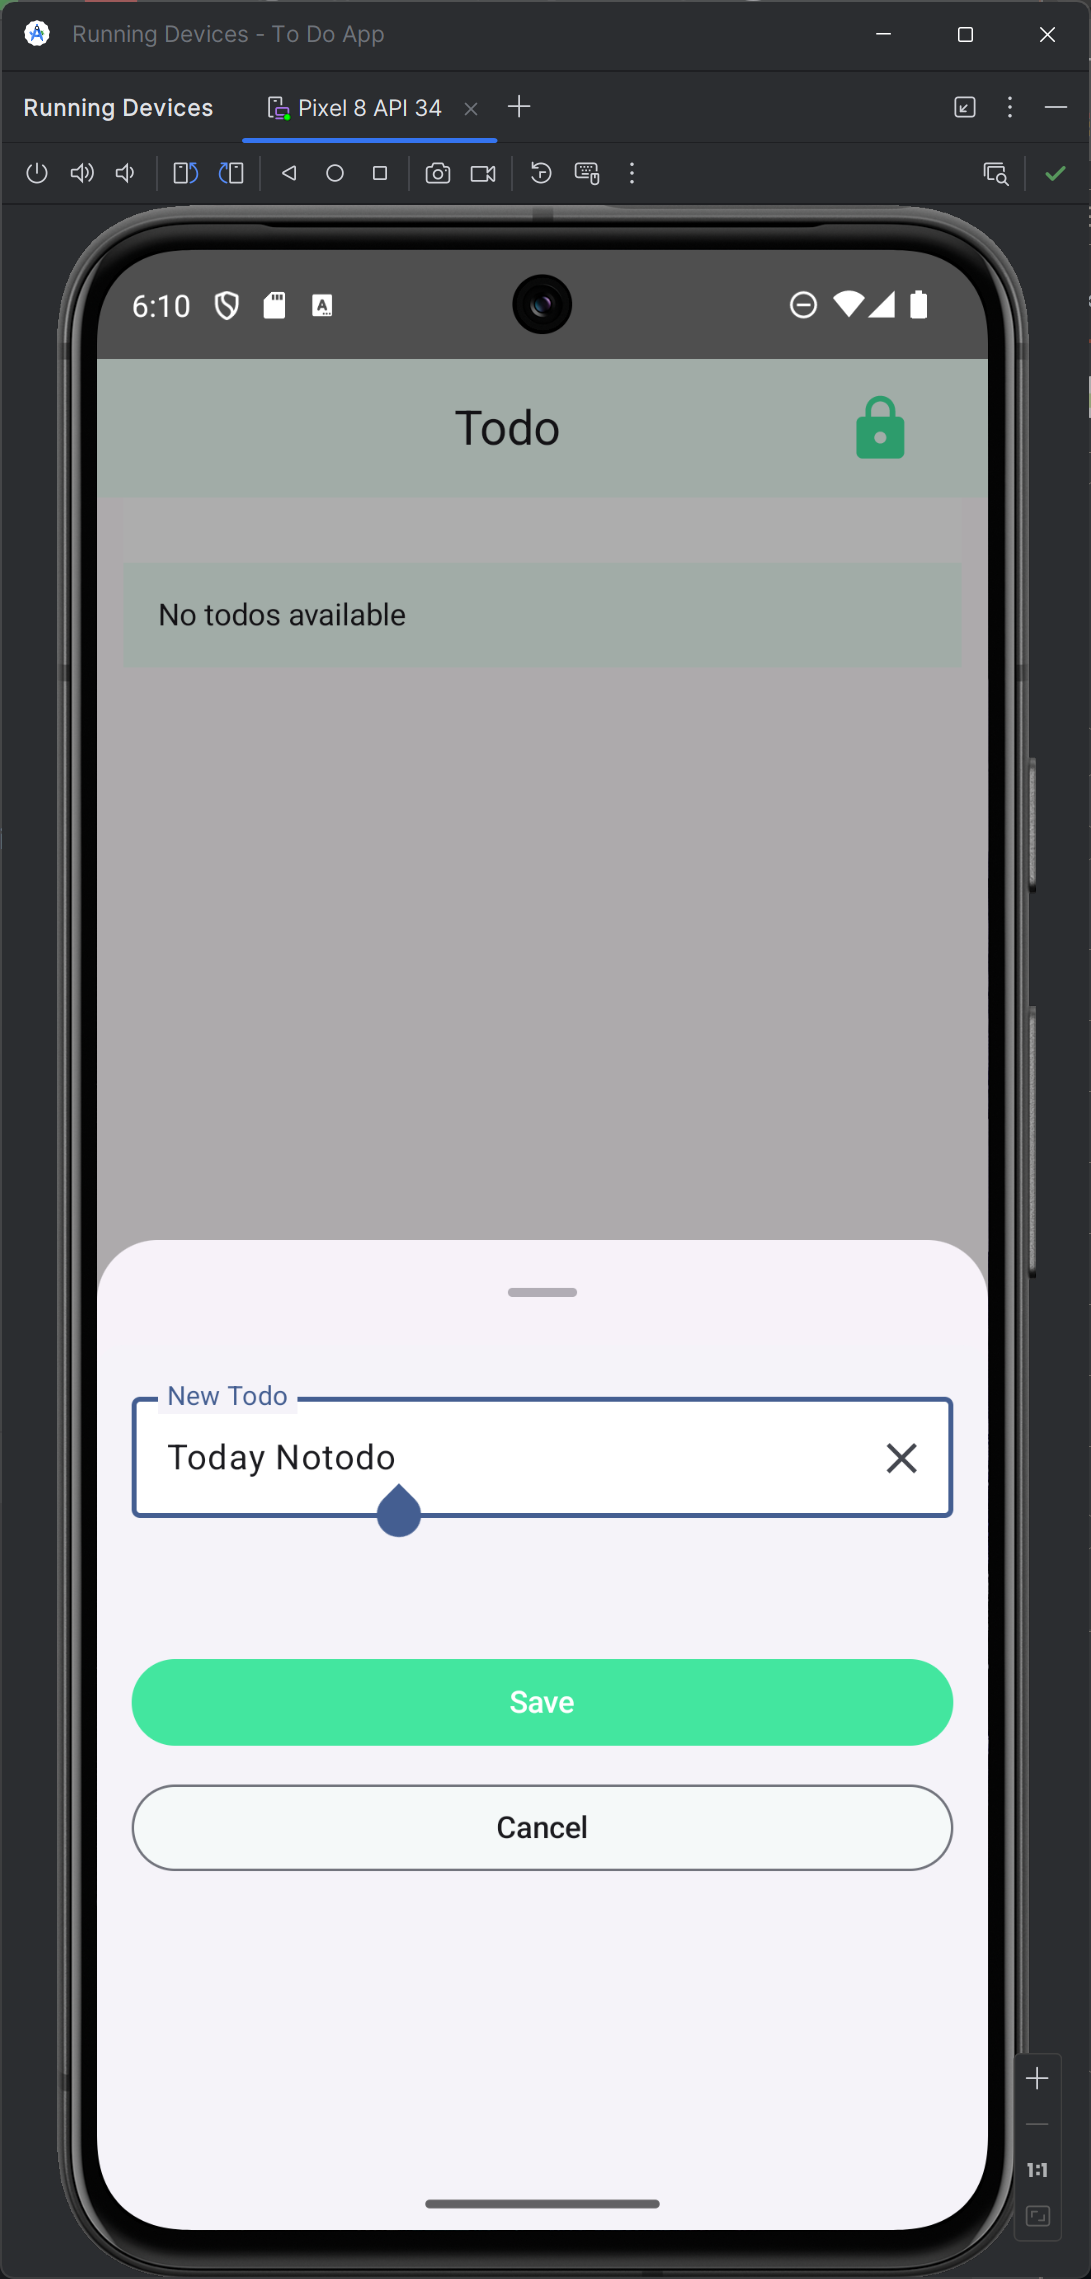 Running Devices - To Do App
Running Devices
Pixel 8 API 34
6:10
A
Todo
No todos available
New Todo
Today Notodo
Save
Cancel
1:1